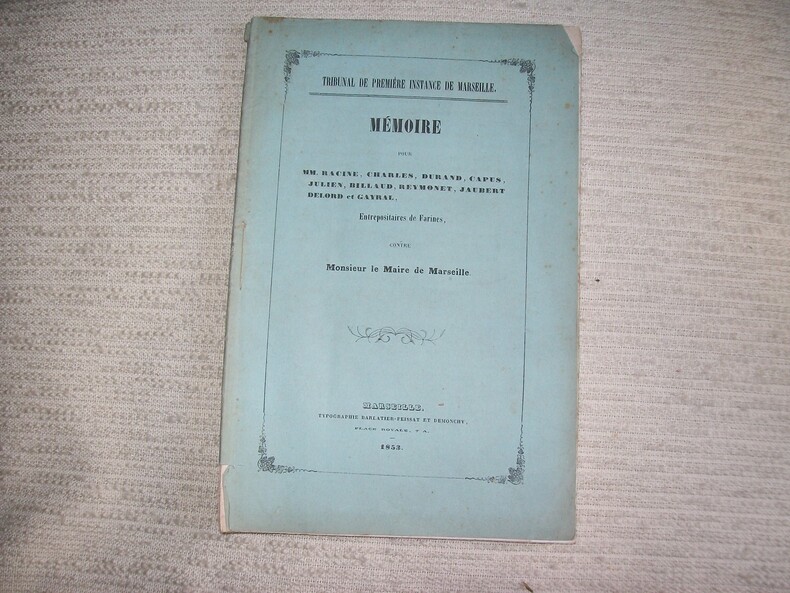 TRIBUNAL DE PREMIÈRE INSTANCE DE MARSEILLE.
MÉMOIRE
POUR
MM. RACINE, CHARLES, DURAND, CAPUS,
JULIEN, BILLAUD, REYMONET, JAUBERT
DELORD et GAYRAL,
Entrepositaires de Farines,
CONTRE
Monsieur le Maire de Marseille
MARSEILLE.
TYPOGRAPHIE BARLATIER-FEISSAT ET DEMONCHY,
PLACE ROYALE, 7 A.
1853.